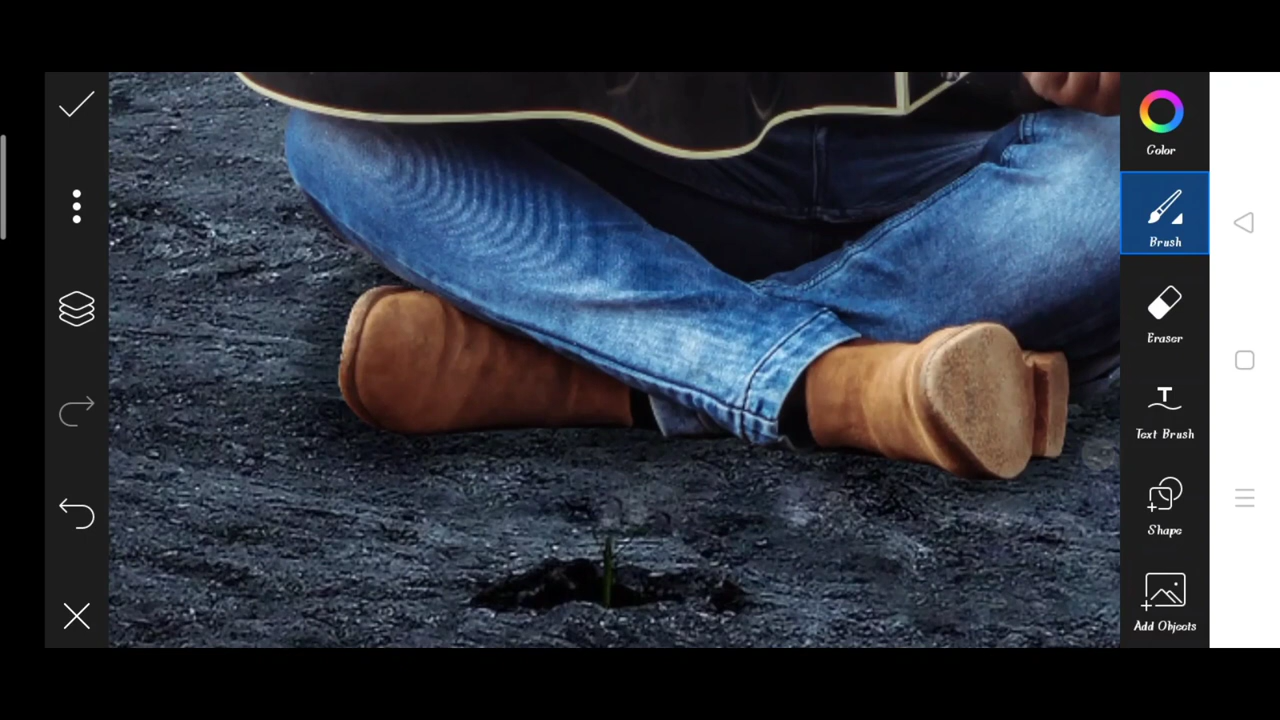 Color
Brush
Eraser
Text Brush
Shape
Add Objects